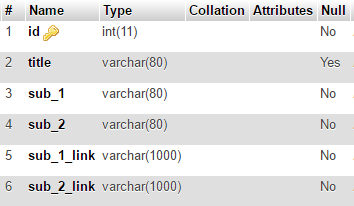 # Name Type Collation Attributes Null
1 id int(11) No
2 title varchar(80) Yes
3 sub_1 varchar(80) No
4 sub_2 varchar(80) No
5 sub_1_link varchar(1000) No
6 sub_2_link varchar(1000) No